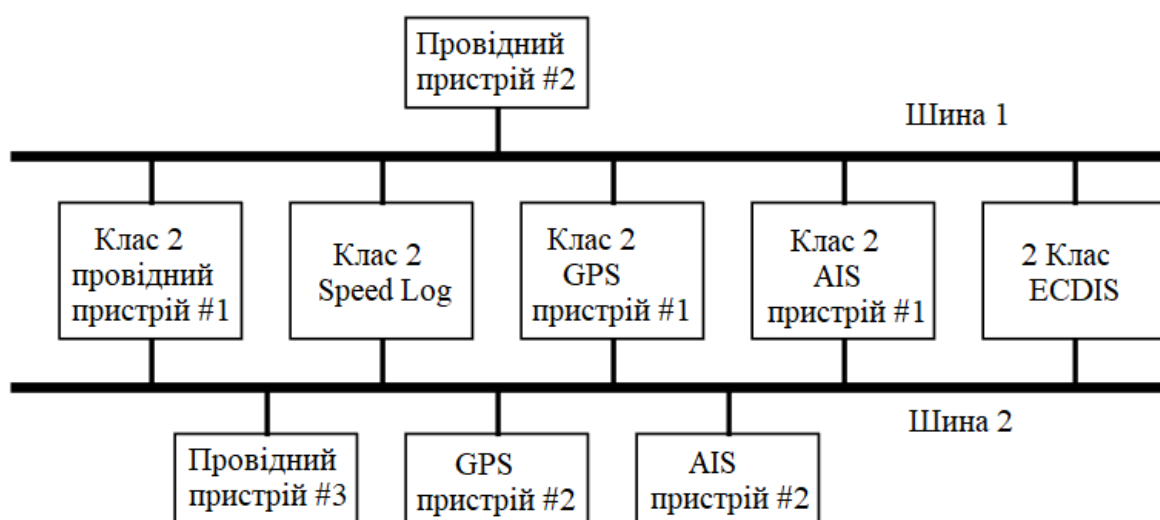 Провідний
пристрій #2
Шина 1
Клас 2
провідний
пристрій #1
Клас 2
Speed Log
Клас 2
GPS
пристрій #1
Клас 2
AIS
пристрій #1
2 Клас
ECDIS
Шина 2
Провідний
пристрій #3
GPS
пристрій #2
AIS
пристрій #2